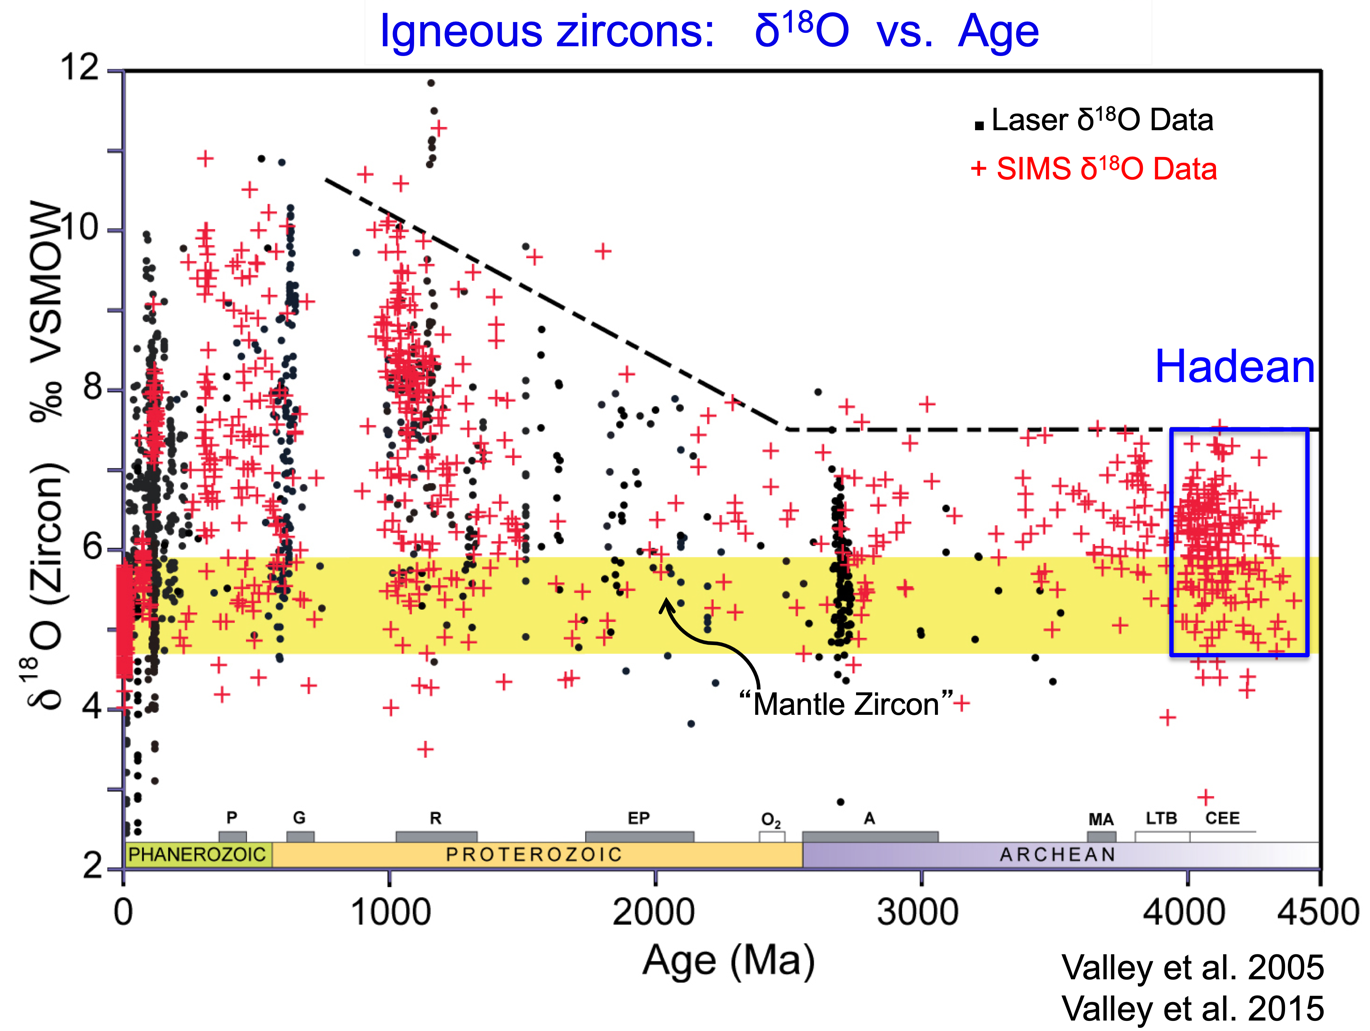 Igneous zircons: δ¹⁸O vs. Age
12
10
8
6
4
2
δ¹⁸O (Zircon) ‰ VSMOW
Laser δ¹⁸O Data
+ SIMS δ¹⁸O Data
Hadean
“Mantle Zircon”
P G R EP O₂ A MA LTB CEE
PHANEROZOIC PROTEROZOIC ARCHEAN
0 1000 2000 3000 4000 4500
Age (Ma)
Valley et al. 2005
Valley et al. 2015